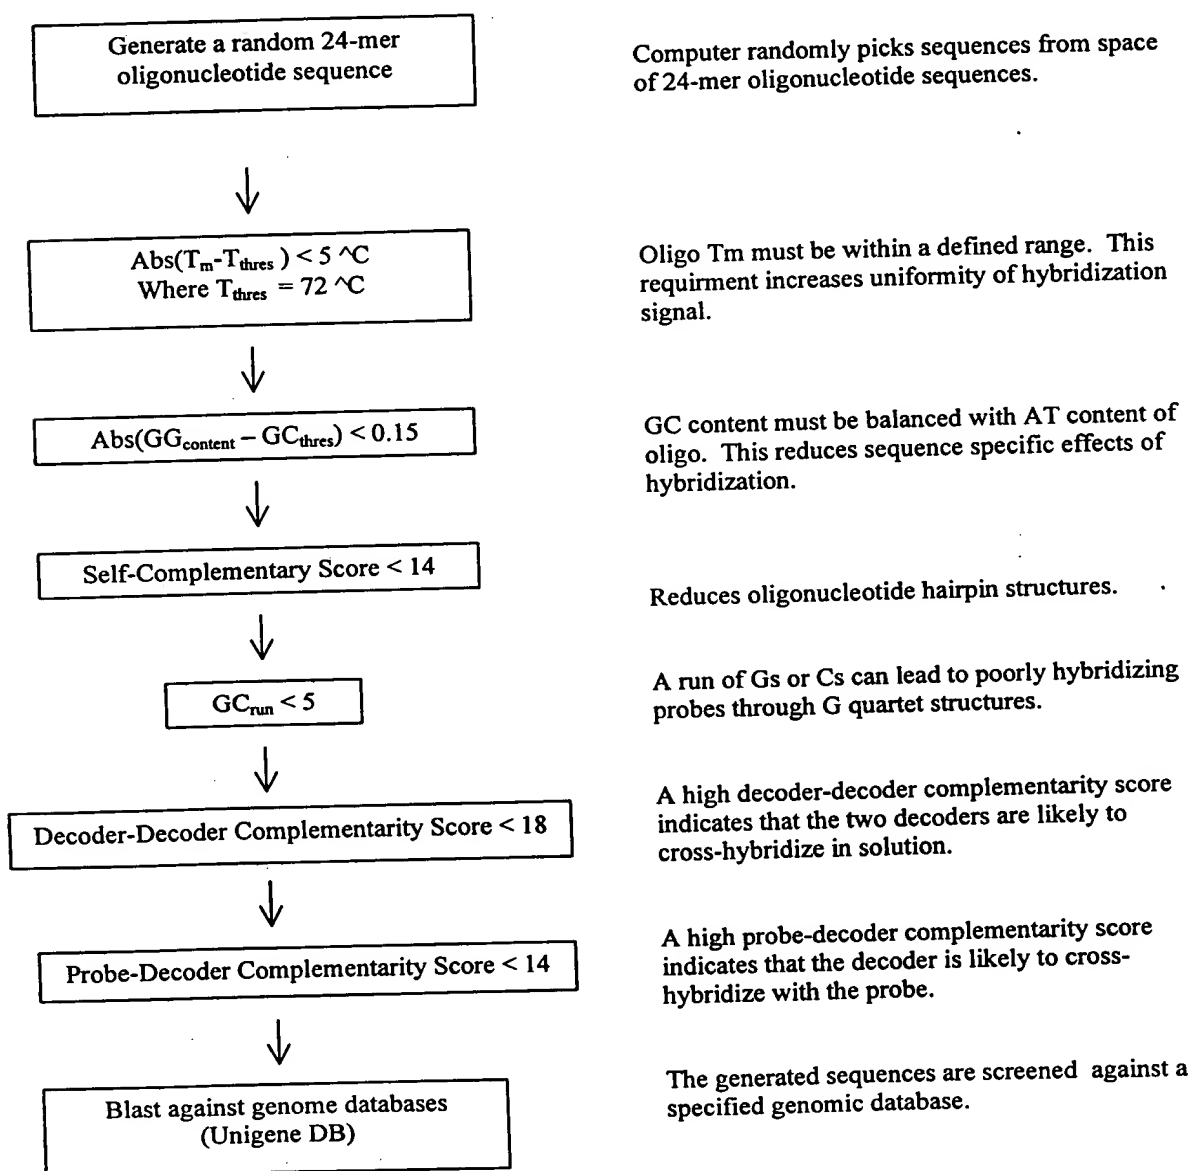 Generate a random 24-mer
oligonucleotide sequence
Computer randomly picks sequences from space
of 24-mer oligonucleotide sequences.
Abs(Tm-Tthres ) < 5 ^C
Where Tthres = 72 ^C
Oligo Tm must be within a defined range. This
requirment increases uniformity of hybridization
signal.
Abs(GGcontent – GCthres) < 0.15
GC content must be balanced with AT content of
oligo. This reduces sequence specific effects of
hybridization.
Self-Complementary Score < 14
Reduces oligonucleotide hairpin structures.
GCrun < 5
A run of Gs or Cs can lead to poorly hybridizing
probes through G quartet structures.
Decoder-Decoder Complementarity Score < 18
A high decoder-decoder complementarity score
indicates that the two decoders are likely to
cross-hybridize in solution.
Probe-Decoder Complementarity Score < 14
A high probe-decoder complementarity score
indicates that the decoder is likely to cross-
hybridize with the probe.
Blast against genome databases
(Unigene DB)
The generated sequences are screened against a
specified genomic database.